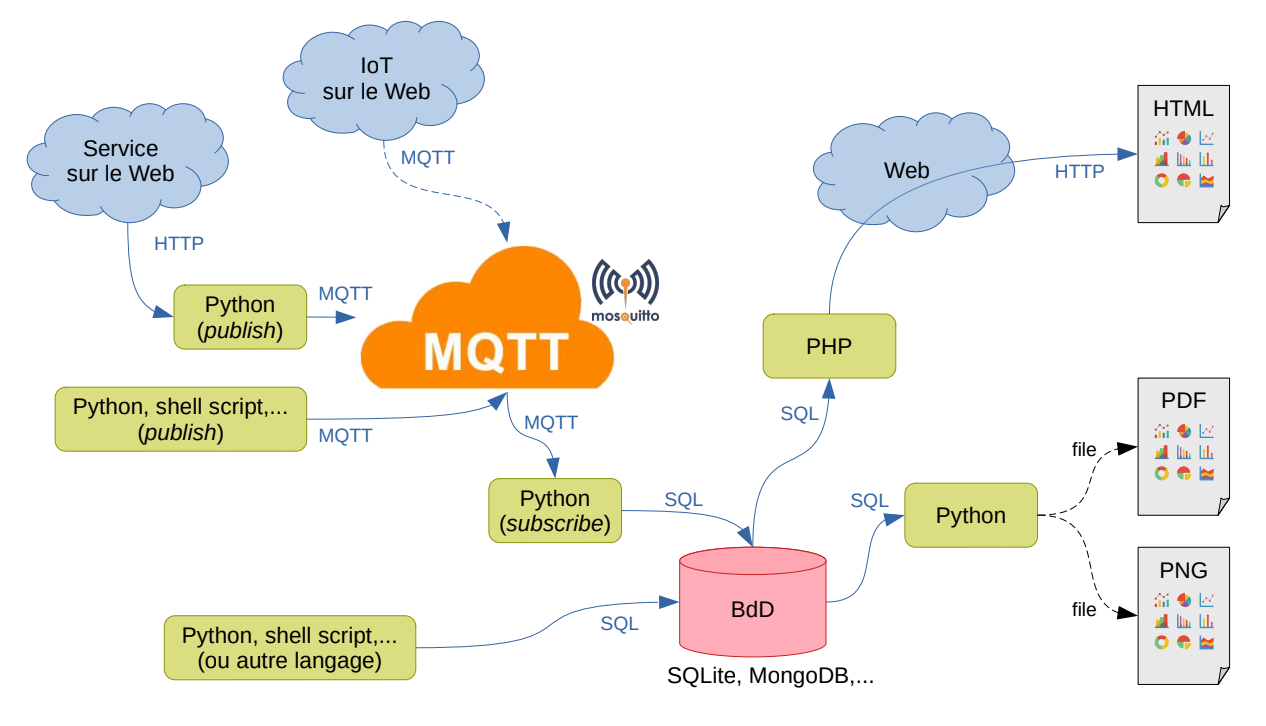 IoT
sur le Web
Service
sur le Web
MQTT
HTTP
Python
(publish)
MQTT
MQTT
mosquitto
Python, shell script,...
(publish)
MQTT
MQTT
Python
(subscribe)
SQL
Python, shell script,...
(ou autre langage)
SQL
BdD
SQLite, MongoDB,...
SQL
PHP
Web
HTTP
HTML
SQL
Python
file
PDF
file
PNG